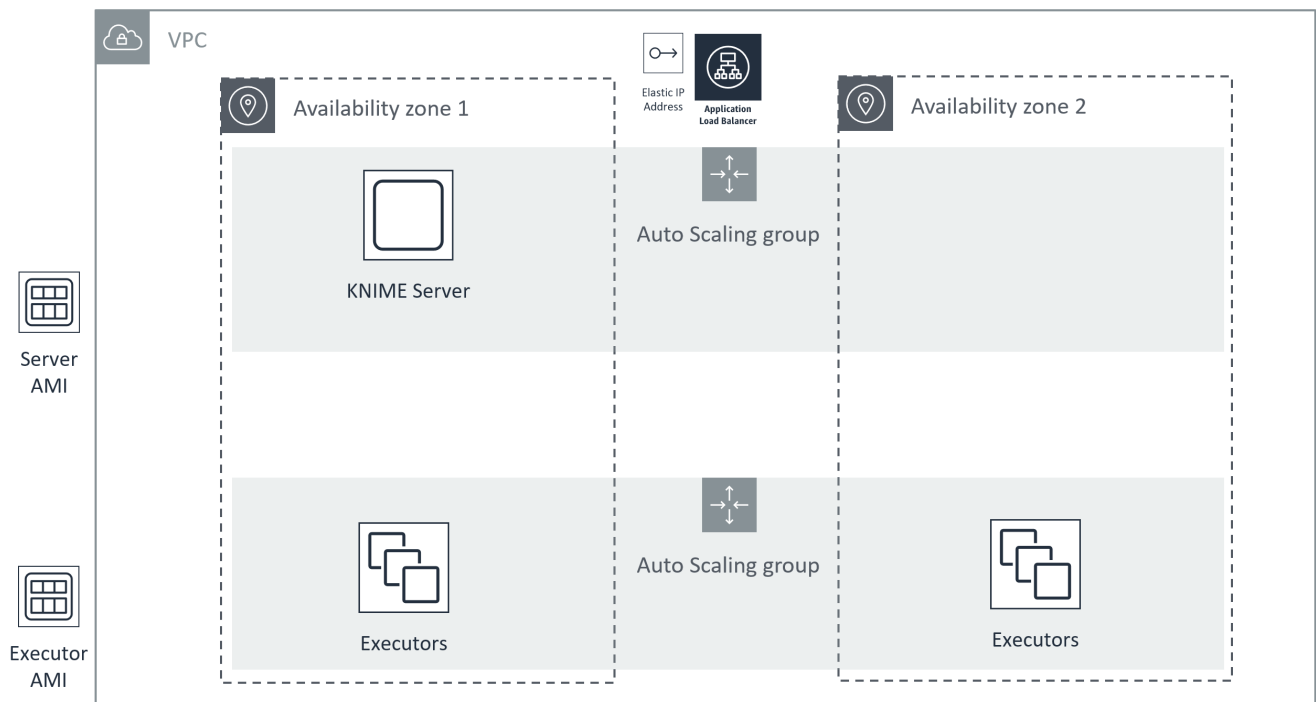 VPC
Elastic IP
Address
Application
Load Balancer
Availability zone 1
Availability zone 2
Auto Scaling group
KNIME Server
Server
AMI
Auto Scaling group
Executors
Executors
Executor
AMI